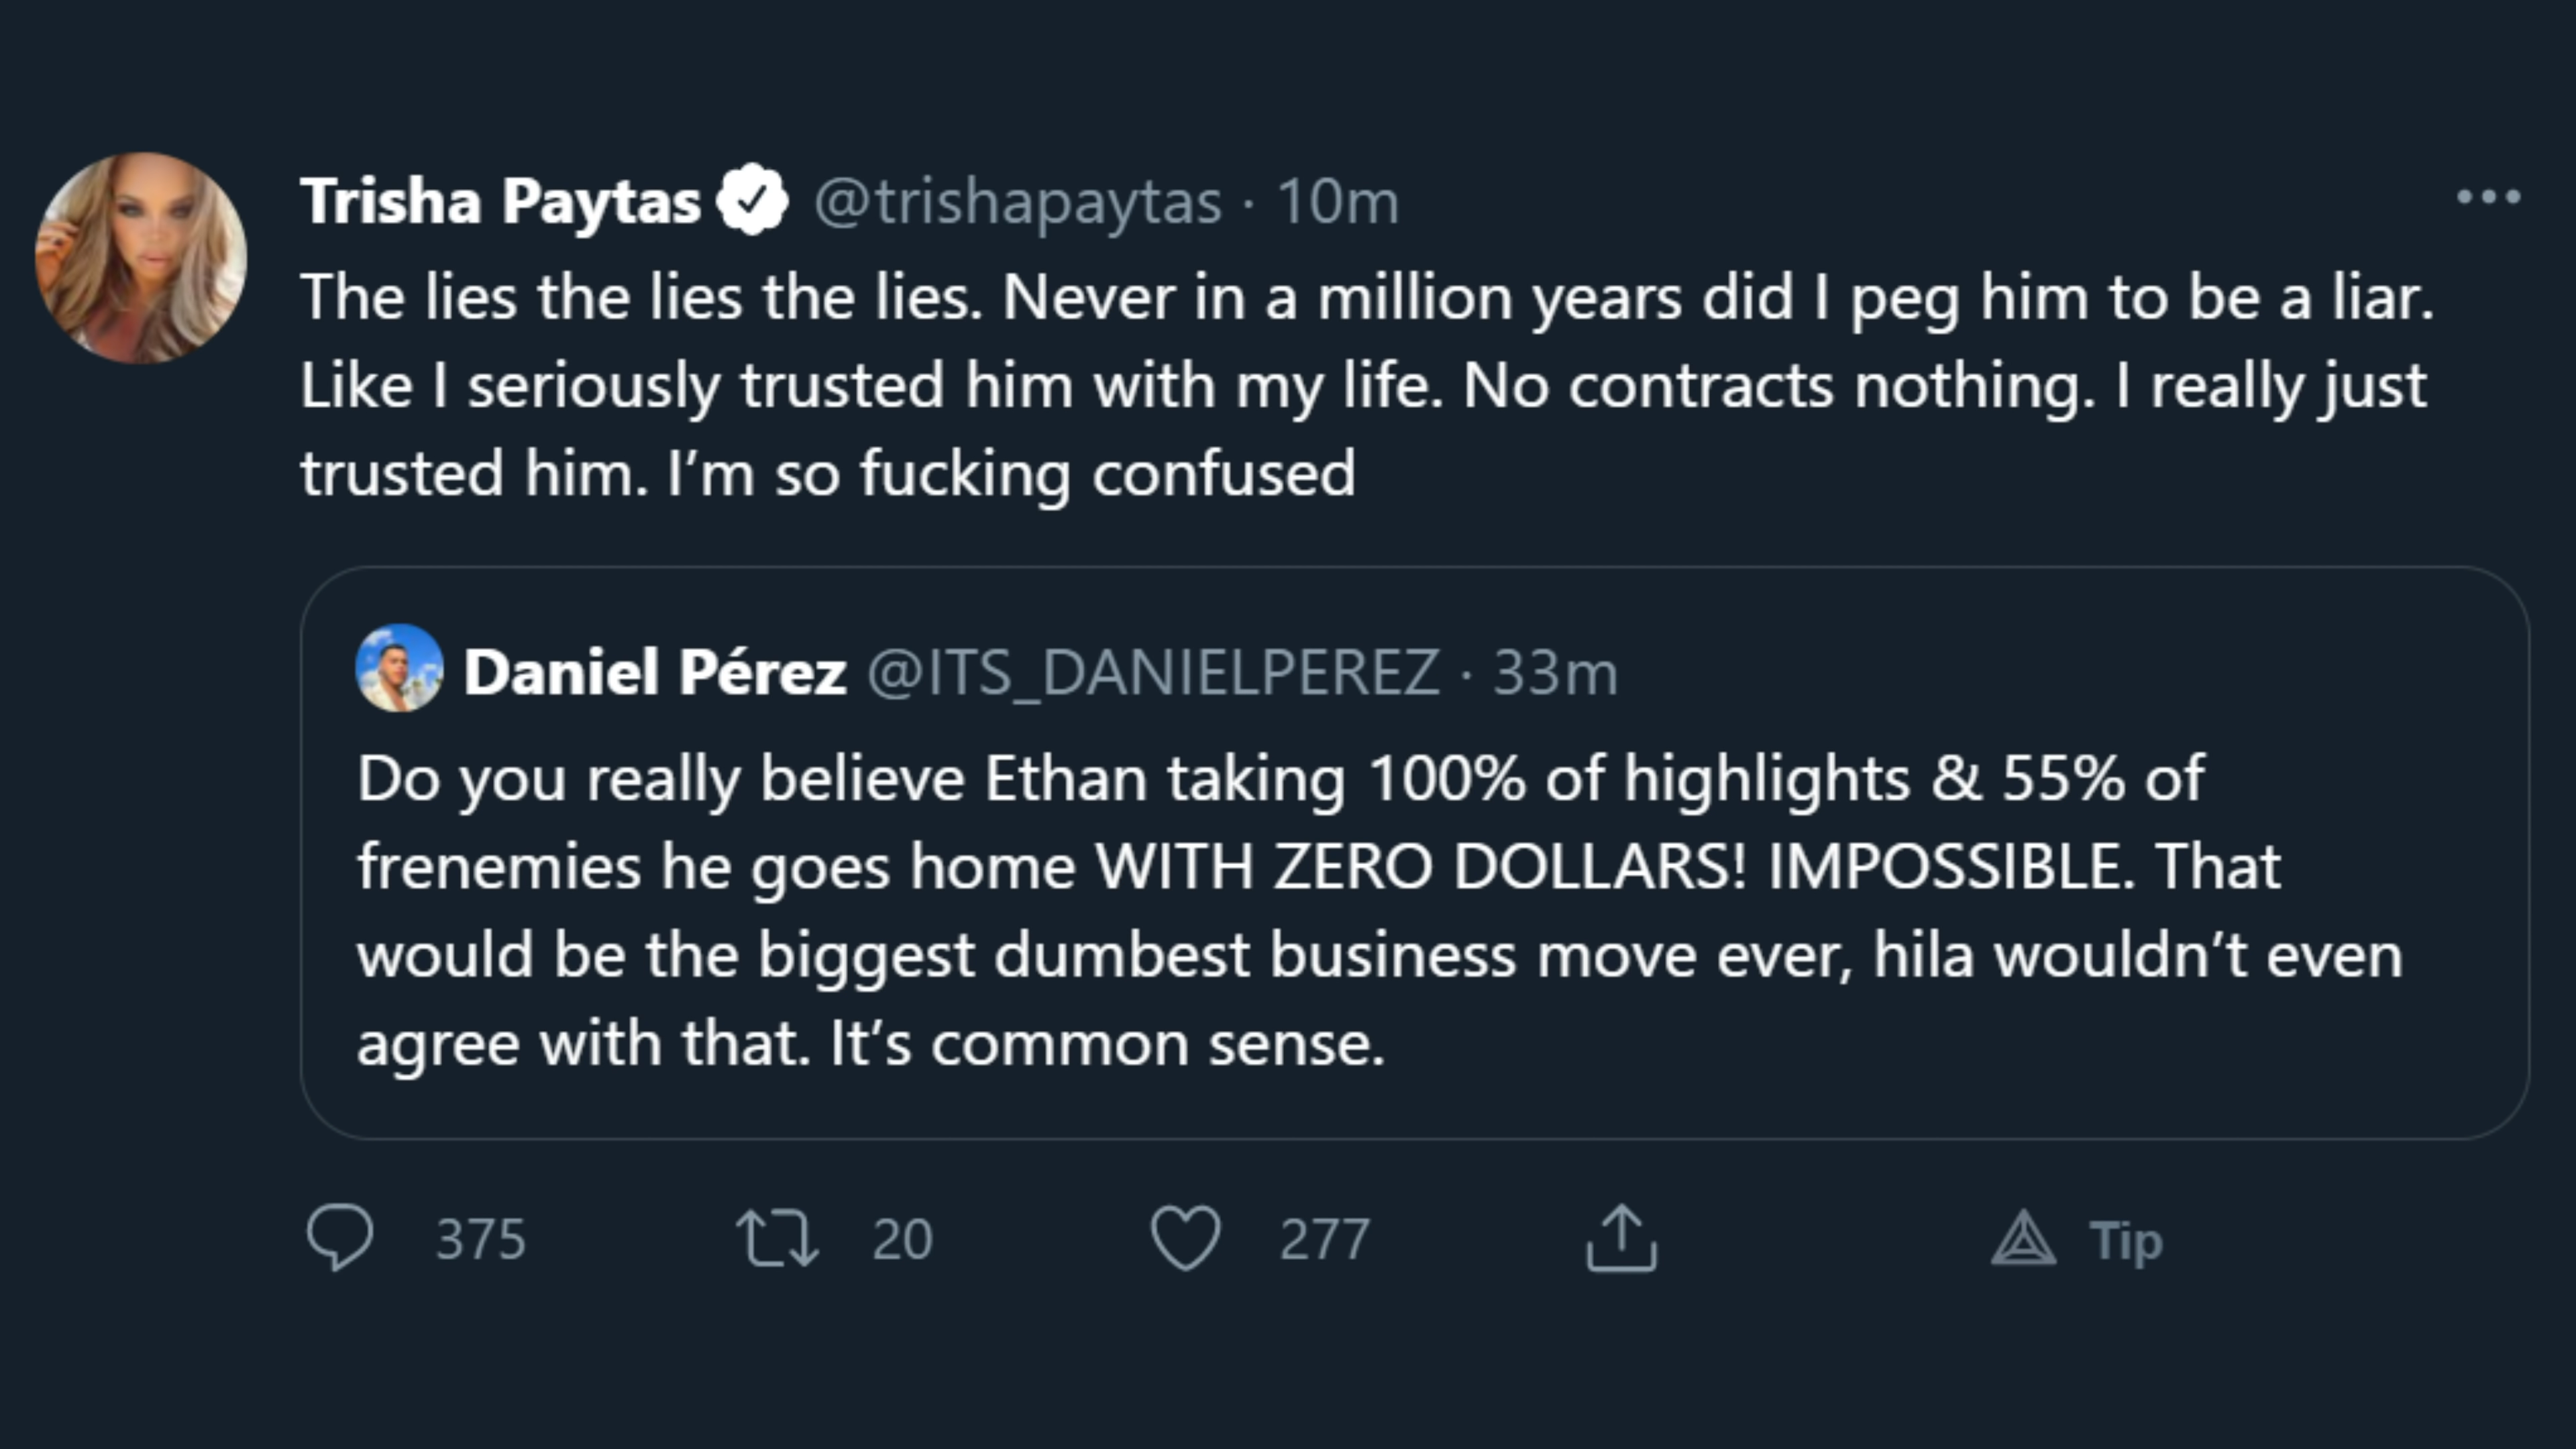 Trisha Paytas @trishapaytas · 10m
The lies the lies the lies. Never in a million years did I peg him to be a liar.
Like I seriously trusted him with my life. No contracts nothing. I really just
trusted him. I’m so fucking confused
Daniel Pérez @ITS_DANIELPEREZ · 33m
Do you really believe Ethan taking 100% of highlights & 55% of
frenemies he goes home WITH ZERO DOLLARS! IMPOSSIBLE. That
would be the biggest dumbest business move ever, hila wouldn’t even
agree with that. It’s common sense.
375 20 277 Tip